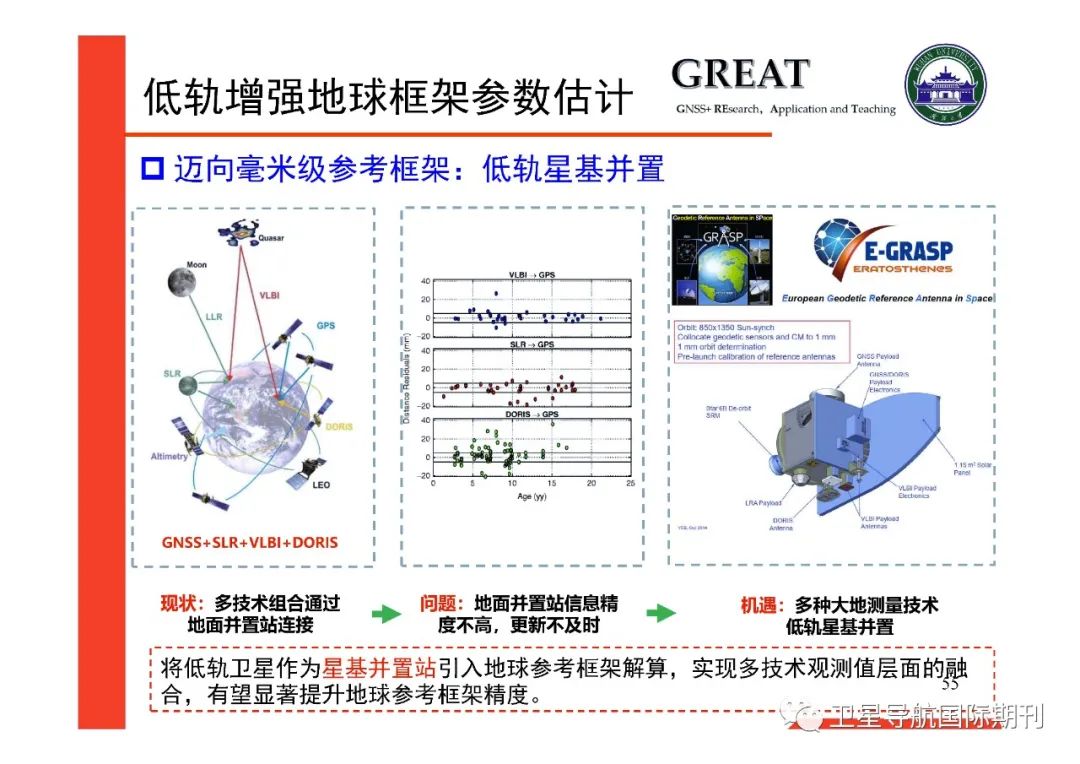 低轨增强地球框架参数估计
GREAT
GNSS+ REsearch, Application and Teaching
迈向毫米级参考框架：低轨星基并置
Quasar
Moon
VLBI
LLR
GPS
SLR
DORIS
Altimetry
LEO
GNSS+SLR+VLBI+DORIS
VLBI → GPS
40
20
0
−20
SLR → GPS
40
20
0
−20
DORIS → GPS
40
20
0
−20
Distance Residuals (mm)
0 5 10 15 20 25
Age (yy)
Geodetic Reference Antenna in SPace
GRASP
E-GRASP
ERATOSTHENES
European Geodetic Reference Antenna in Space
Orbit: 850x1350 Sun-synch
Collocate geodetic sensors and CM to 1 mm
1 mm orbit determination
Pre-launch calibration of reference antennas
GNSS Payload
Antenna
GNSS/DORIS
Payload
Electronics
Star 6B De-orbit
SRM
1.15 m² Solar
Panel
VLBI Payload
Electronics
LRA Payload
DORIS
Antenna
VLBI Payload
Antennas
现状：多技术组合通过
地面并置站连接
问题：地面并置站信息精
度不高，更新不及时
机遇：多种大地测量技术
低轨星基并置
将低轨卫星作为星基并置站引入地球参考框架解算，实现多技术观测值层面的融
合，有望显著提升地球参考框架精度。
55
卫星导航国际期刊